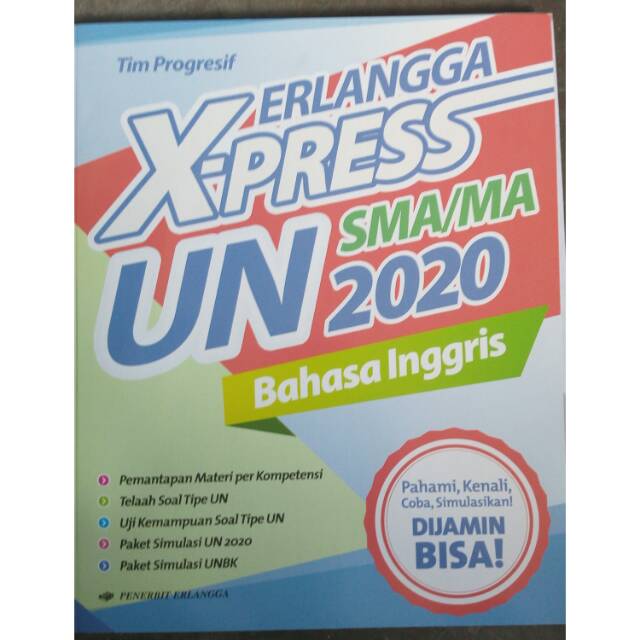 Tim Progresif
ERLANGGA
X-PRESS
UN SMA/MA
2020
Bahasa Inggris
Pemantapan Materi per Kompetensi
Telaah Soal Tipe UN
Uji Kemampuan Soal Tipe UN
Paket Simulasi UN 2020
Paket Simulasi UNBK
PENERBIT ERLANGGA
Pahami, Kenali,
Coba, Simulasikan!
DIJAMIN
BISA!